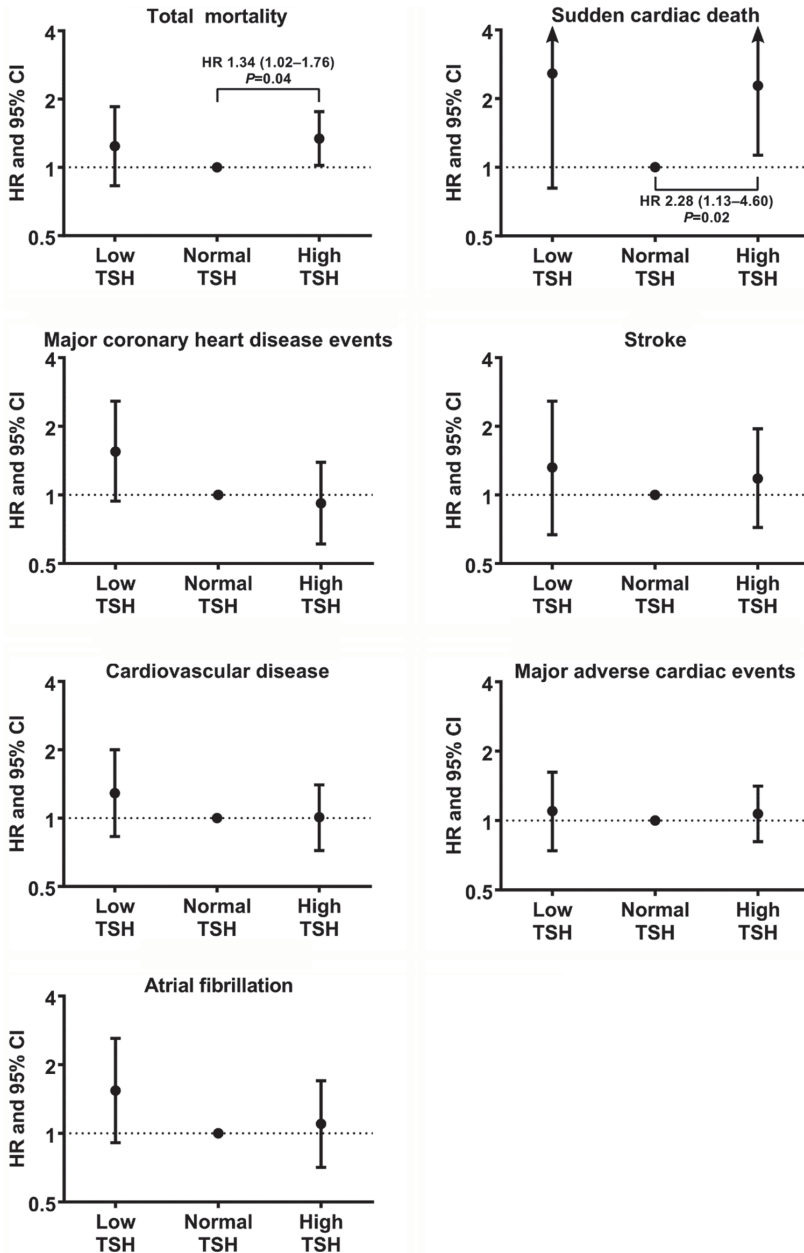 Total mortality
HR and 95% CI
4
2
1
0.5
HR 1.34 (1.02–1.76)
P=0.04
Low
TSH
Normal
TSH
High
TSH
Sudden cardiac death
HR and 95% CI
4
2
1
0.5
HR 2.28 (1.13–4.60)
P=0.02
Low
TSH
Normal
TSH
High
TSH
Major coronary heart disease events
HR and 95% CI
4
2
1
0.5
Low
TSH
Normal
TSH
High
TSH
Stroke
HR and 95% CI
4
2
1
0.5
Low
TSH
Normal
TSH
High
TSH
Cardiovascular disease
HR and 95% CI
4
2
1
0.5
Low
TSH
Normal
TSH
High
TSH
Major adverse cardiac events
HR and 95% CI
4
2
1
0.5
Low
TSH
Normal
TSH
High
TSH
Atrial fibrillation
HR and 95% CI
4
2
1
0.5
Low
TSH
Normal
TSH
High
TSH